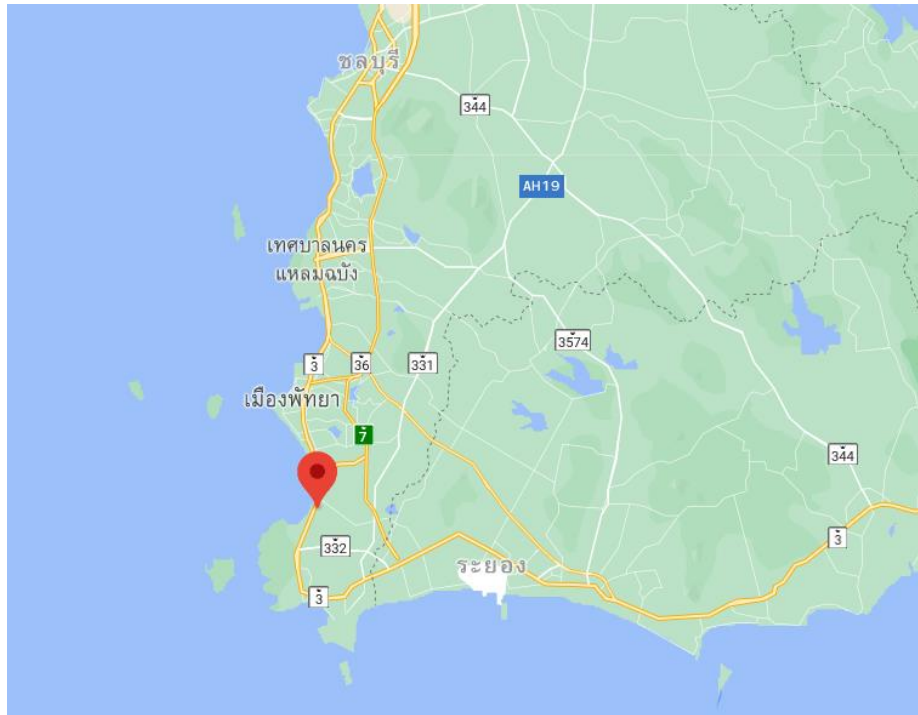 ชลบุรี
344
AH19
เทศบาลนคร
แหลมฉบัง
3574
3
36
331
เมืองพัทยา
7
344
3
332
ระยอง
3